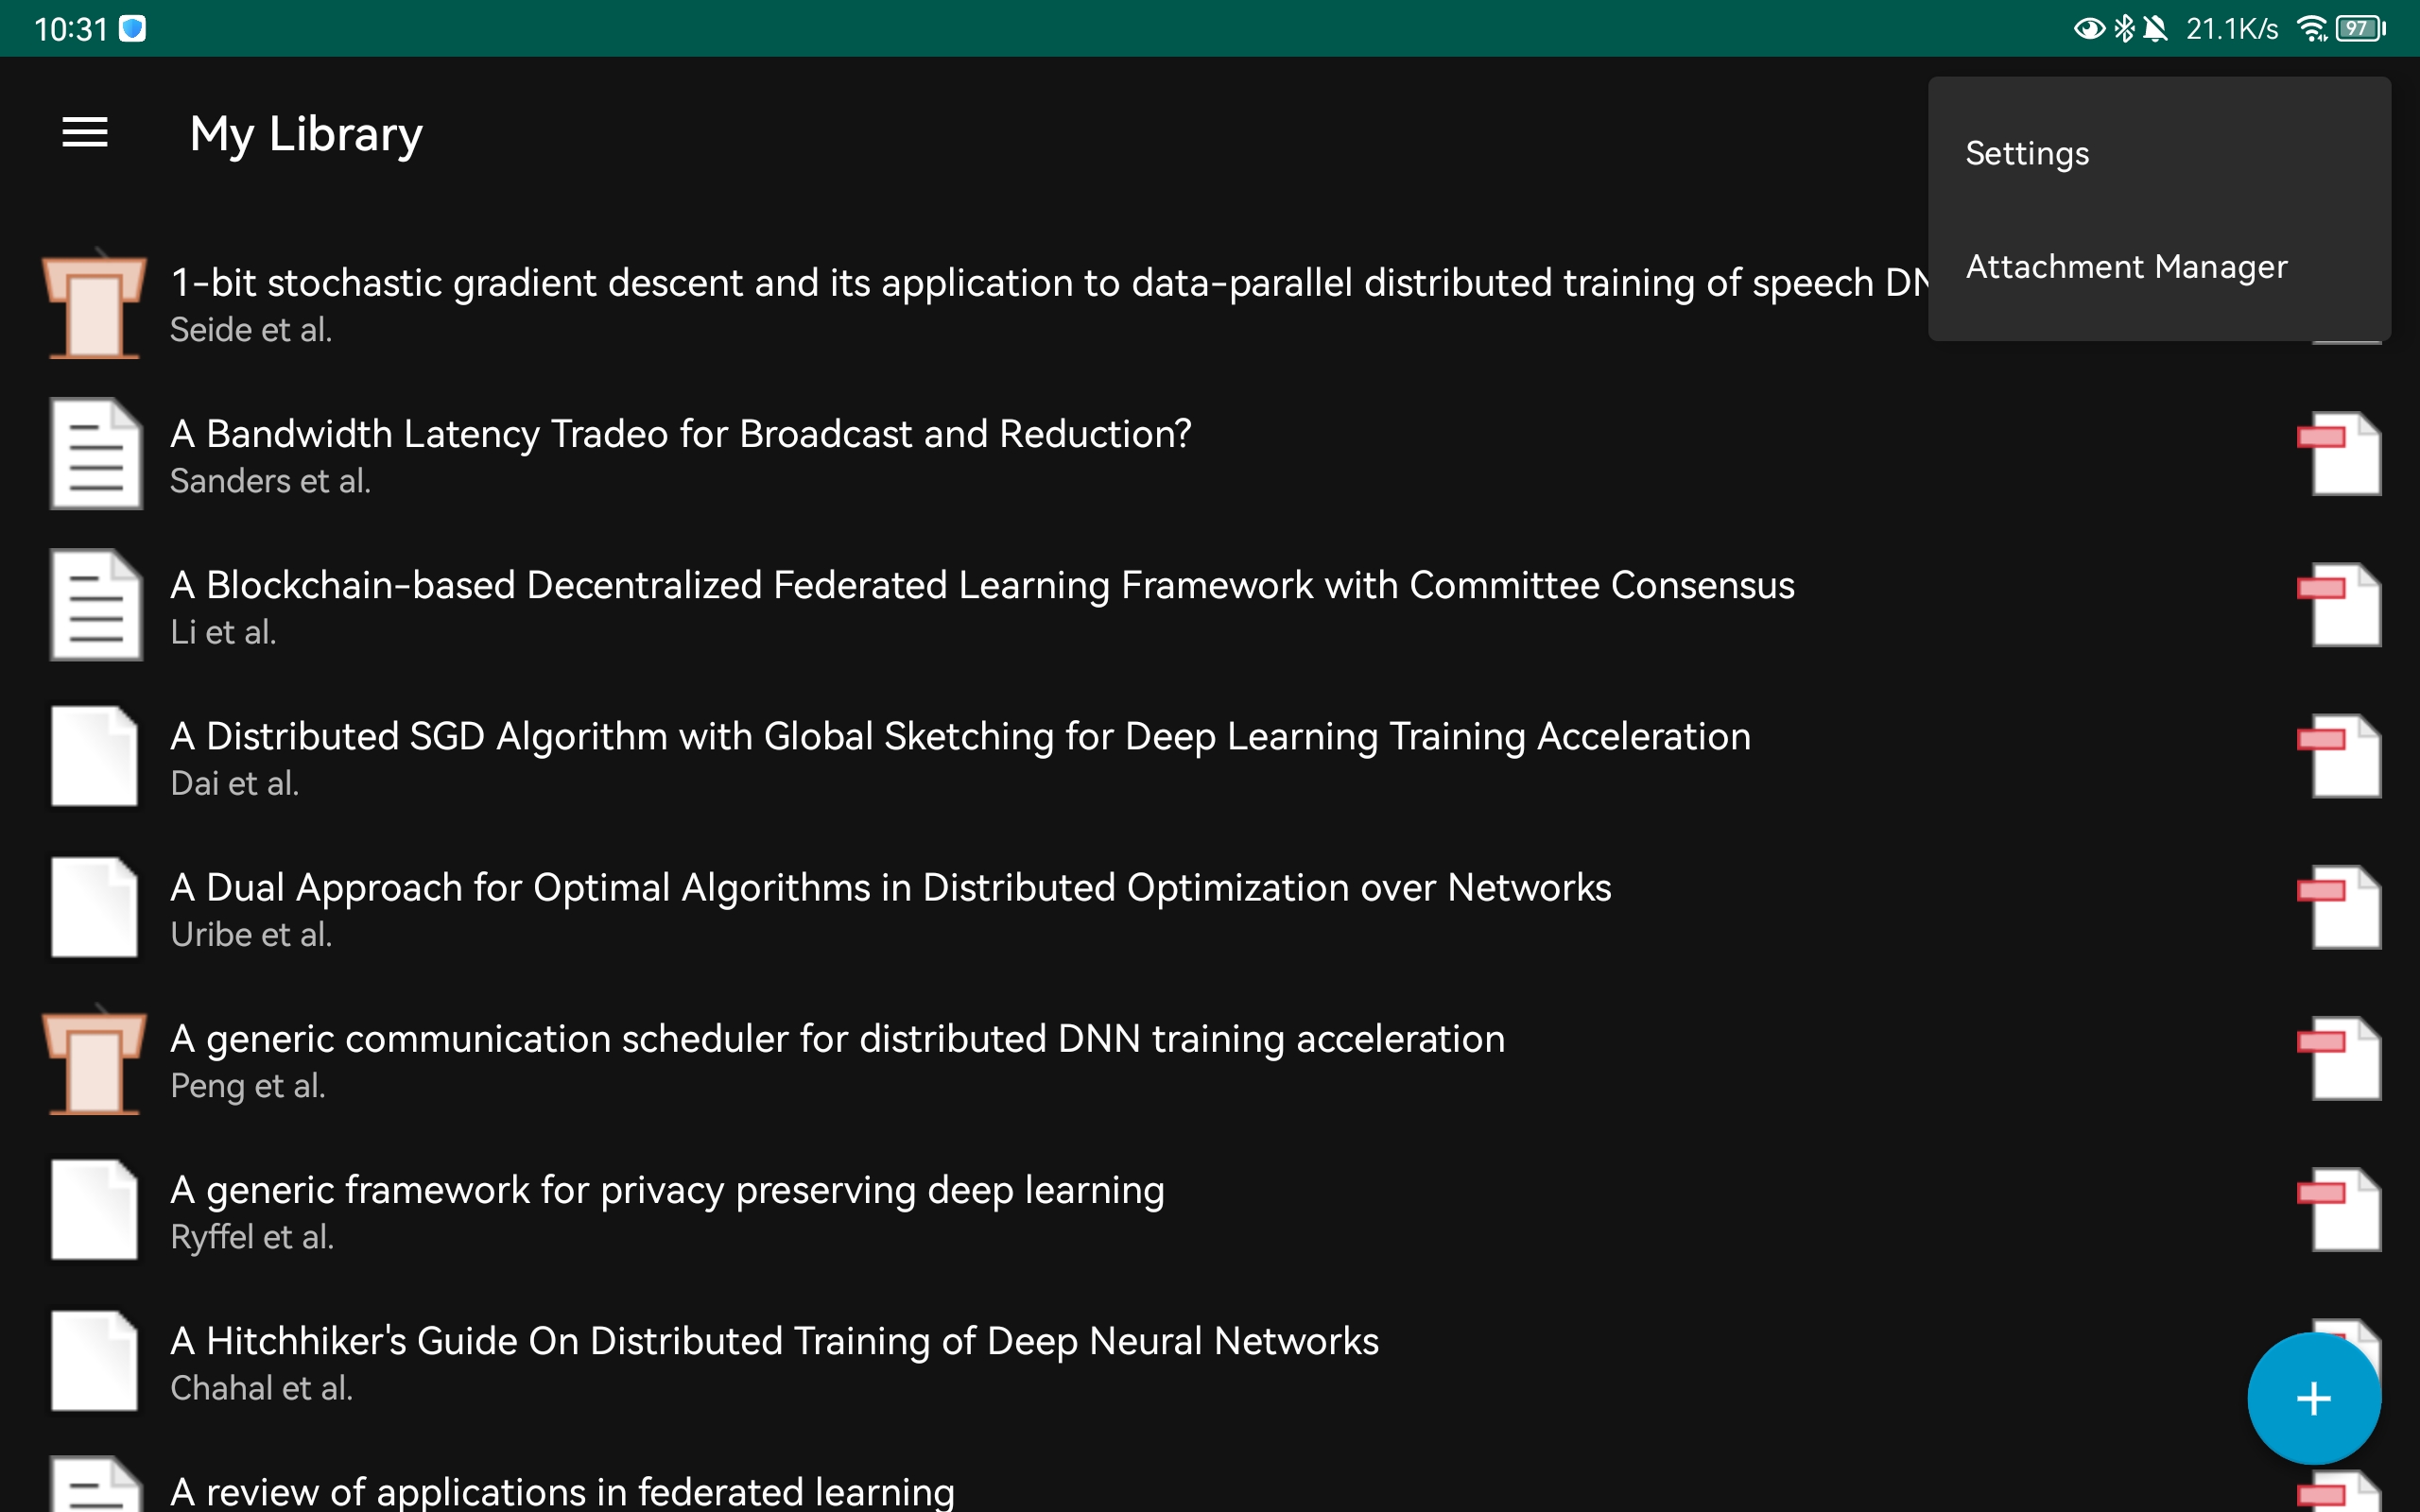 10:31
21.1K/s
97
My Library
Settings
Attachment Manager
1-bit stochastic gradient descent and its application to data-parallel distributed training of speech
Seide et al.
A Bandwidth Latency Tradeo for Broadcast and Reduction?
Sanders et al.
A Blockchain-based Decentralized Federated Learning Framework with Committee Consensus
Li et al.
A Distributed SGD Algorithm with Global Sketching for Deep Learning Training Acceleration
Dai et al.
A Dual Approach for Optimal Algorithms in Distributed Optimization over Networks
Uribe et al.
A generic communication scheduler for distributed DNN training acceleration
Peng et al.
A generic framework for privacy preserving deep learning
Ryffel et al.
A Hitchhiker's Guide On Distributed Training of Deep Neural Networks
Chahal et al.
A review of applications in federated learning